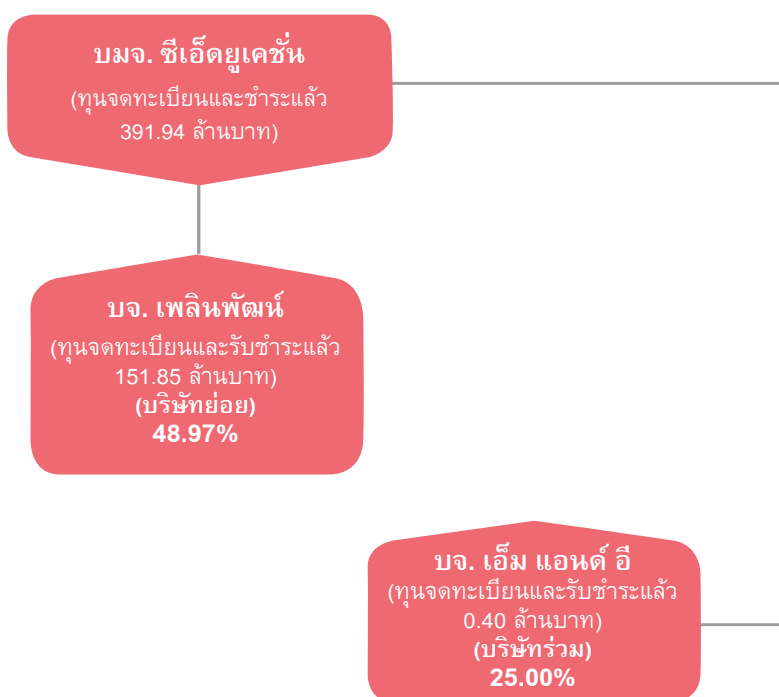 บมจ. ซีเอ็ดยูเคชั่น
(ทุนจดทะเบียนและชำระแล้ว
391.94 ล้านบาท)
บจ. เพลินพัฒน์
(ทุนจดทะเบียนและรับชำระแล้ว
151.85 ล้านบาท)
(บริษัทย่อย)
48.97%
บจ. เอ็ม แอนด์ อี
(ทุนจดทะเบียนและรับชำระแล้ว
0.40 ล้านบาท)
(บริษัทร่วม)
25.00%